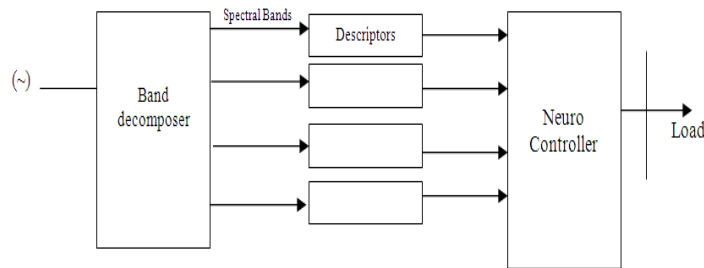 Spectral Bands
Descriptors
(~)
Band
decomposer
Neuro
Controller
Load